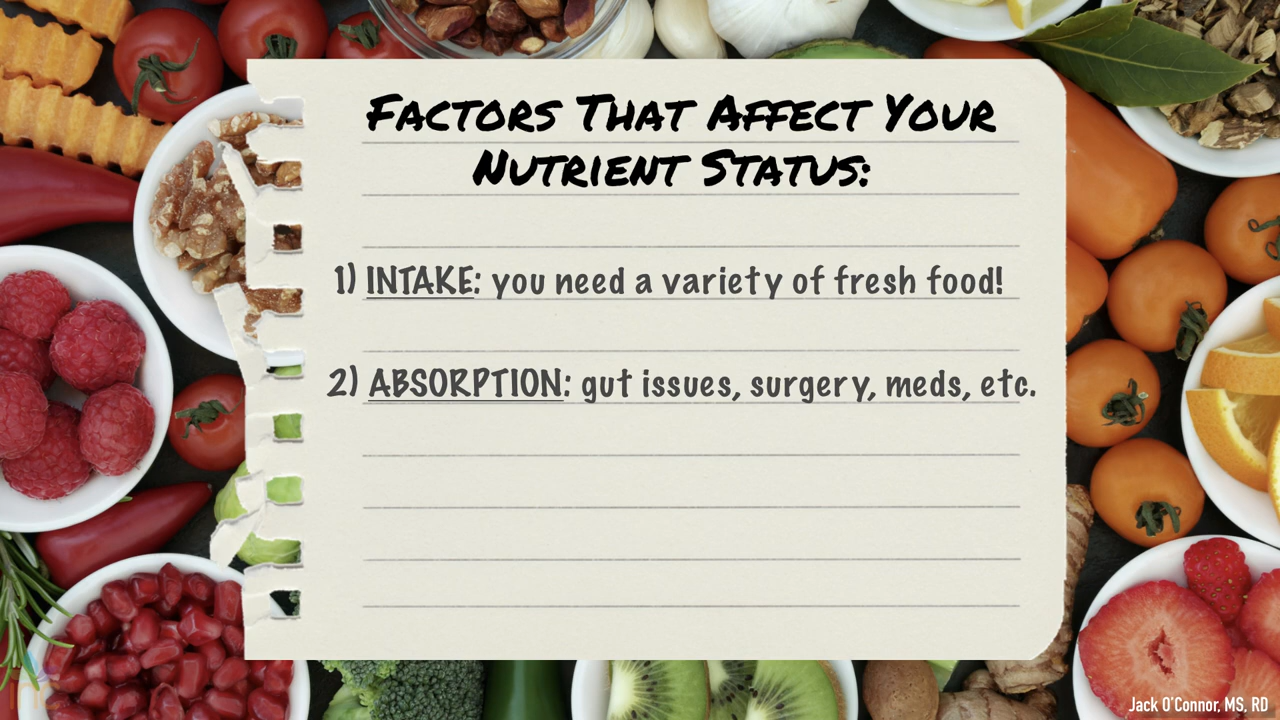 Factors That Affect Your
Nutrient Status:
1) INTAKE: you need a variety of fresh food!
2) ABSORPTION: gut issues, surgery, meds, etc.
Jack O'Connor, MS, RD